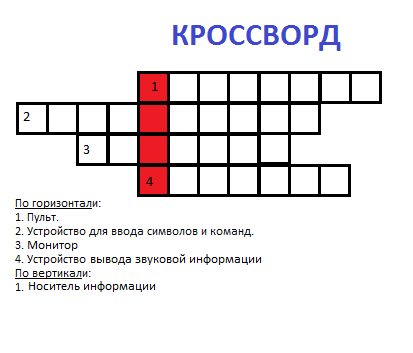 КРОССВОРД
1
2
3
4
По горизонтали:
1. Пульт.
2. Устройство для ввода символов и команд.
3. Монитор
4. Устройство вывода звуковой информации
По вертикали:
1. Носитель информации